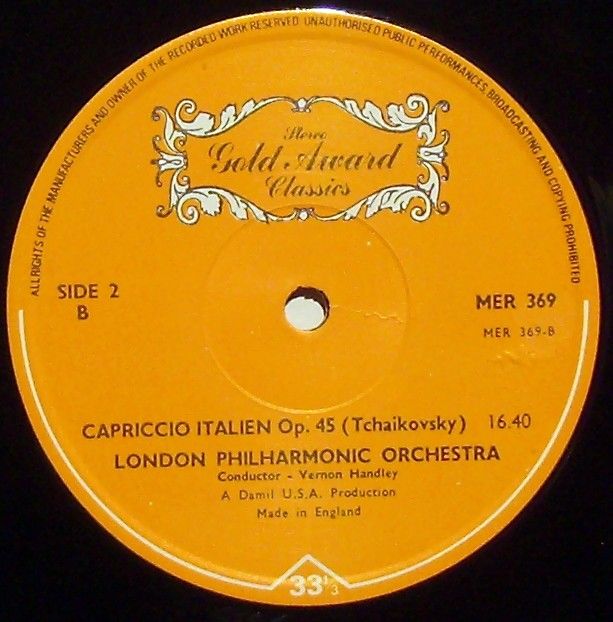 ALL RIGHTS OF THE MANUFACTURERS AND OWNER OF THE RECORDED WORK RESERVED. UNAUTHORISED PUBLIC PERFORMANCES, BROADCASTING AND COPYING PROHIBITED
Stereo
Gold Award
Classics
SIDE 2
B
MER 369
MER 369-B
CAPRICCIO ITALIEN Op. 45 (Tchaikovsky) 16.40
LONDON PHILHARMONIC ORCHESTRA
Conductor - Vernon Handley
A Damil U.S.A. Production
Made in England
33 1/3